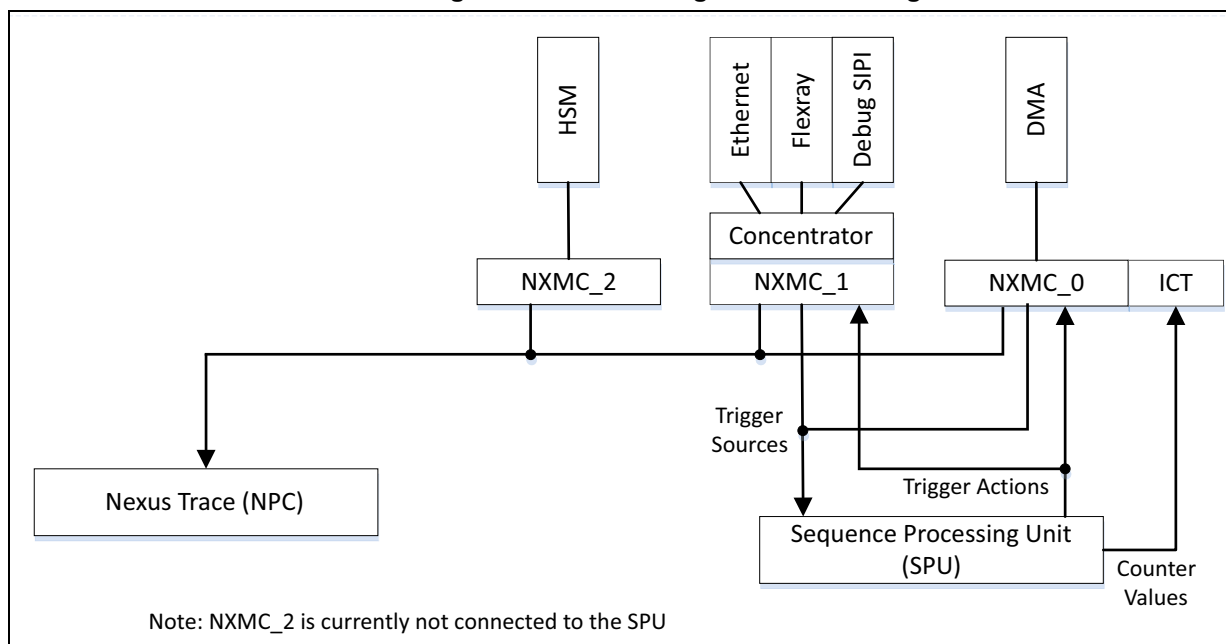 HSM
Ethernet
Flexray
Debug SIPI
DMA
Concentrator
NXMC_2
NXMC_1
NXMC_0
ICT
Trigger
Sources
Trigger Actions
Nexus Trace (NPC)
Sequence Processing Unit
(SPU)
Counter
Values
Note: NXMC_2 is currently not connected to the SPU